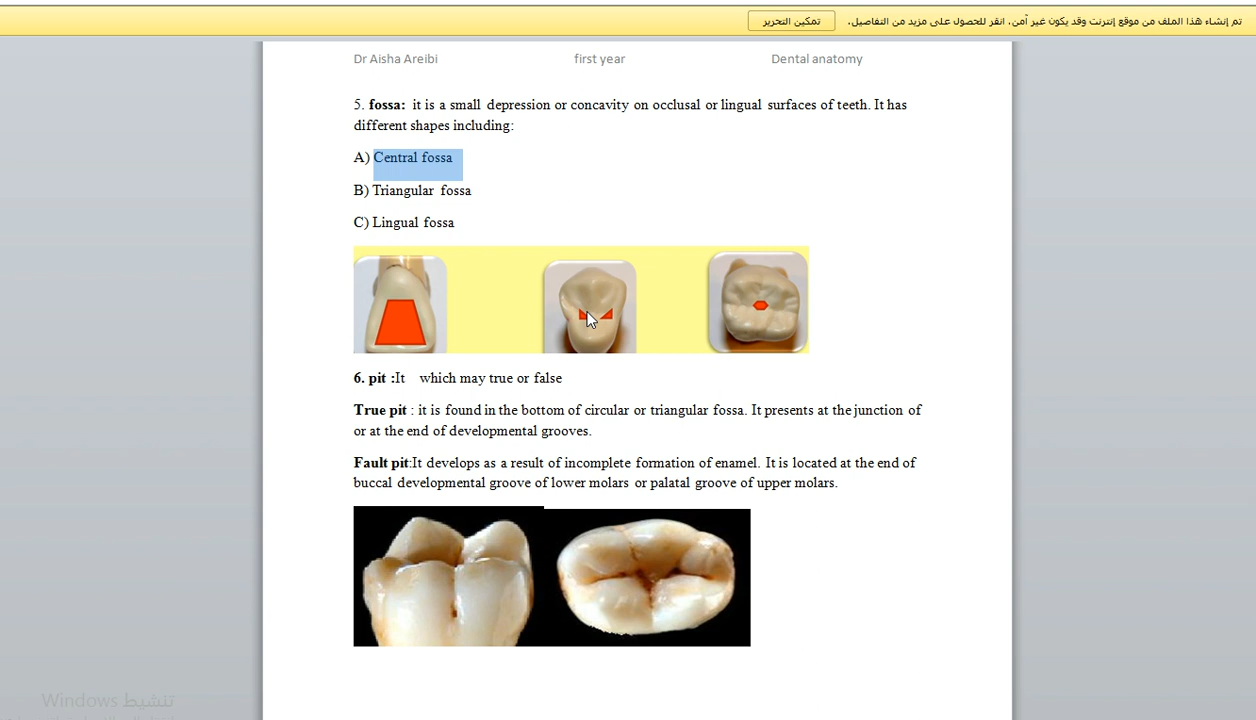 تم إنشاء هذا الملف من موقع إنترنت وقد يكون غير آمن. انقر للحصول على مزيد من التفاصيل. تمكين التحرير
Dr Aisha Areibi first year Dental anatomy
5. fossa: it is a small depression or concavity on occlusal or lingual surfaces of teeth. It has
different shapes including:
A) Central fossa
B) Triangular fossa
C) Lingual fossa
6. pit :It which may true or false
True pit : it is found in the bottom of circular or triangular fossa. It presents at the junction of
or at the end of developmental grooves.
Fault pit:It develops as a result of incomplete formation of enamel. It is located at the end of
buccal developmental groove of lower molars or palatal groove of upper molars.
تنشيط Windows